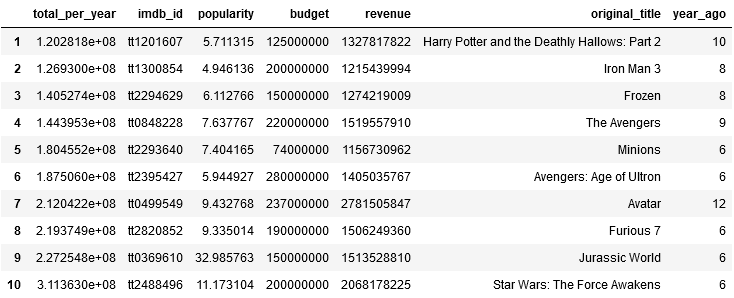 total_per_year imdb_id popularity budget revenue original_title year_ago
1 1.202818e+08 tt1201607 5.711315 125000000 1327817822 Harry Potter and the Deathly Hallows: Part 2 10
2 1.269300e+08 tt1300854 4.946136 200000000 1215439994 Iron Man 3 8
3 1.405274e+08 tt2294629 6.112766 150000000 1274219009 Frozen 8
4 1.443953e+08 tt0848228 7.637767 220000000 1519557910 The Avengers 9
5 1.804552e+08 tt2293640 7.404165 74000000 1156730962 Minions 6
6 1.875060e+08 tt2395427 5.944927 280000000 1405035767 Avengers: Age of Ultron 6
7 2.120422e+08 tt0499549 9.432768 237000000 2781505847 Avatar 12
8 2.193749e+08 tt2820852 9.335014 190000000 1506249360 Furious 7 6
9 2.272548e+08 tt0369610 32.985763 150000000 1513528810 Jurassic World 6
10 3.113630e+08 tt2488496 11.173104 200000000 2068178225 Star Wars: The Force Awakens 6